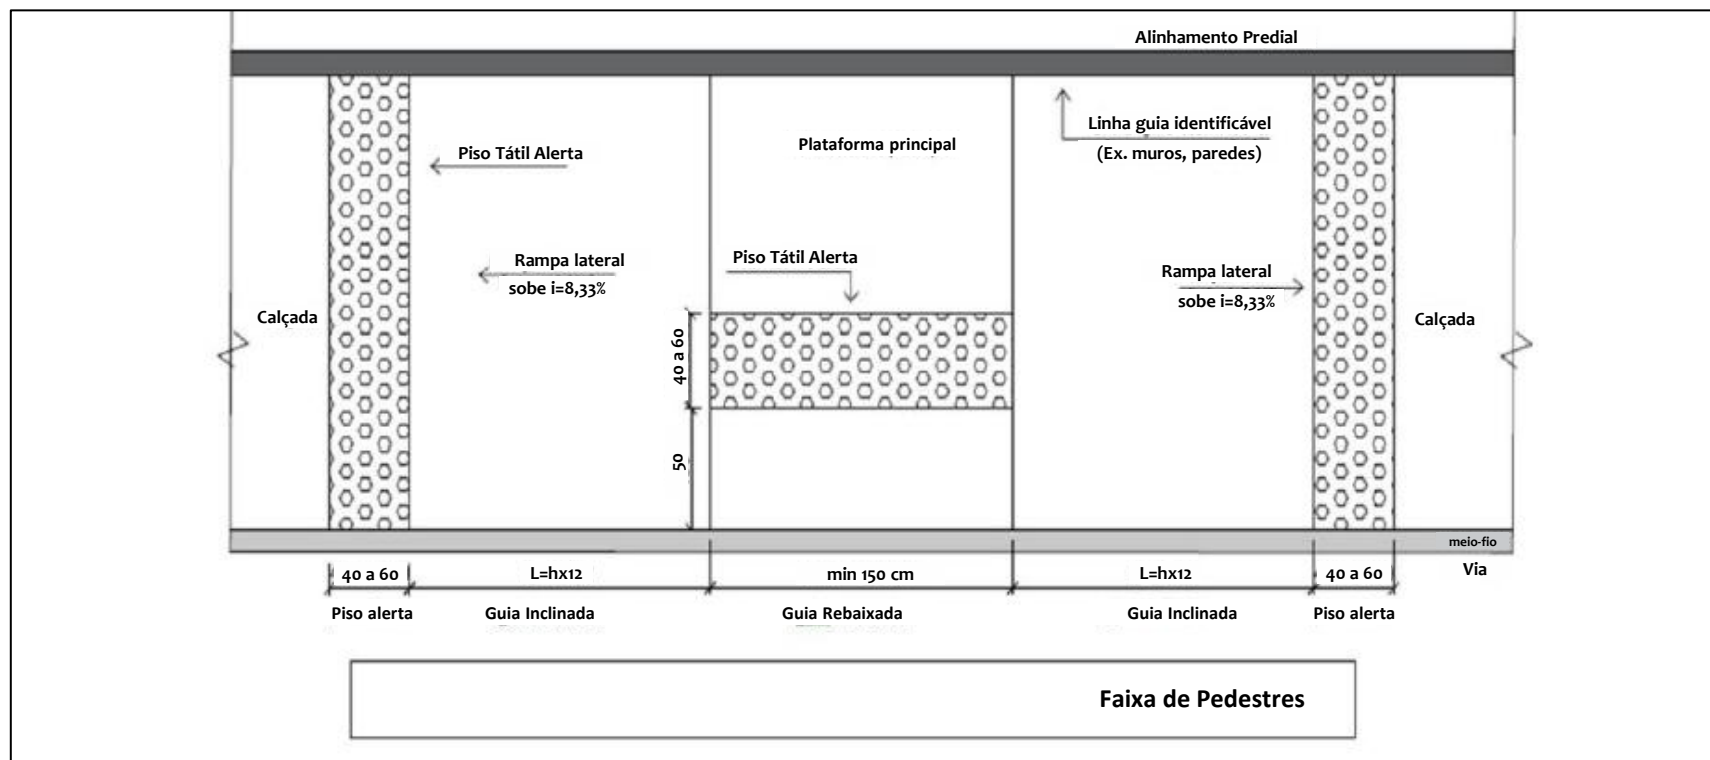 Alinhamento Predial
Linha guia identificável
(Ex. muros, paredes)
Piso Tátil Alerta
Plataforma principal
Rampa lateral
sobe i=8,33%
Piso Tátil Alerta
Rampa lateral
sobe i=8,33%
Calçada
Calçada
40 a 60
50
meio-fio
Via
40 a 60
L=hx12
min 150 cm
L=hx12
40 a 60
Piso alerta
Guia Inclinada
Guia Rebaixada
Guia Inclinada
Piso alerta
Faixa de Pedestres